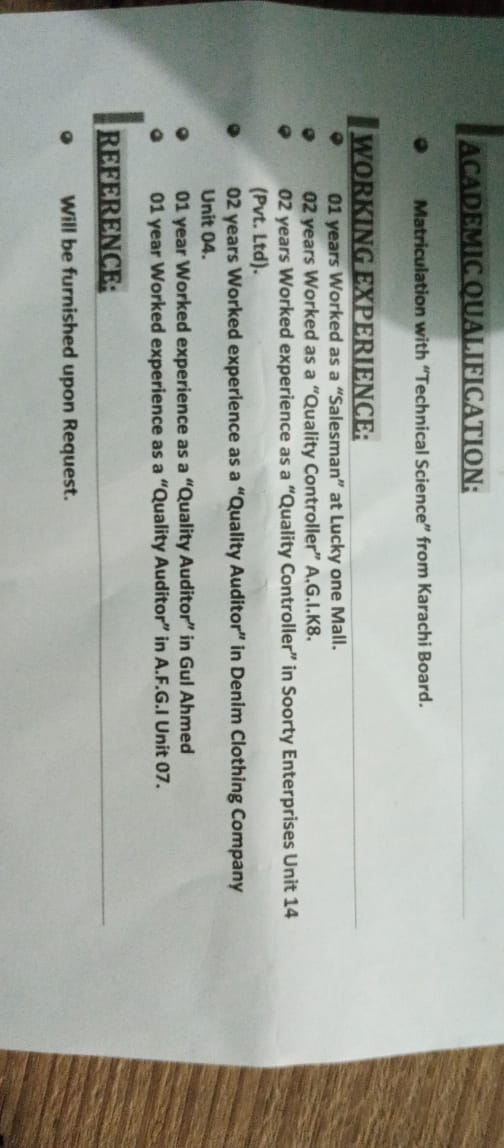 ACADEMIC QUALIFICATION:
Matriculation with "Technical Science" from Karachi Board.
WORKING EXPERIENCE:
01 years Worked as a "Salesman" at Lucky one Mall.
02 years Worked as a "Quality Controller" A.G.I.K8.
02 years Worked experience as a "Quality Controller" in Soorty Enterprises Unit 14
(Pvt. Ltd).
02 years Worked experience as a "Quality Auditor" in Denim Clothing Company
Unit 04.
01 year Worked experience as a "Quality Auditor" in Gul Ahmed
01 year Worked experience as a "Quality Auditor" in A.F.G.I Unit 07.
REFERENCE:
Will be furnished upon Request.